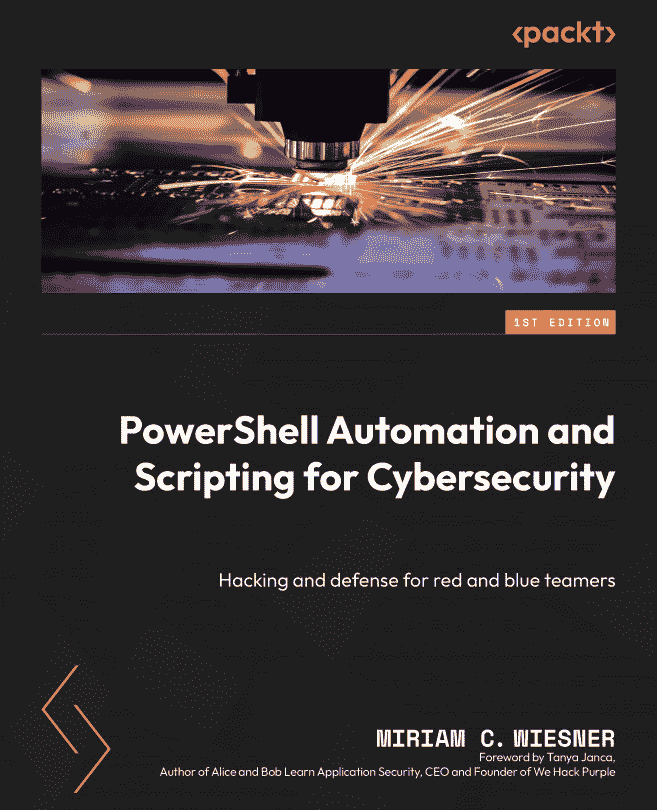 <packt>
1ST EDITION
PowerShell Automation and
Scripting for Cybersecurity
Hacking and defense for red and blue teamers
MIRIAM C. WIESNER
Foreword by Tanya Janca,
Author of Alice and Bob Learn Application Security, CEO and Founder of We Hack Purple